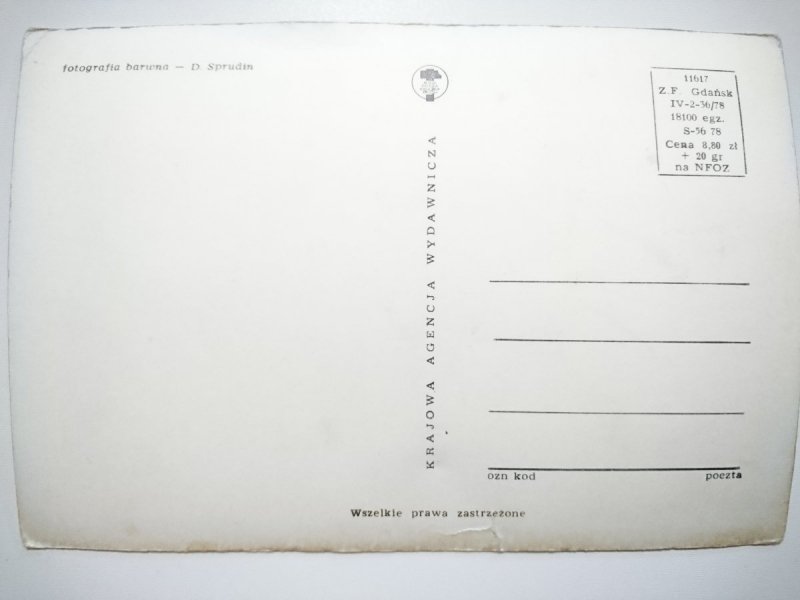 fotografia barwna — D. Sprudin
11617
Z.F. Gdańsk
IV-2-36/78
18100 egz.
S-56 78
Cena 8,80 zł
+ 20 gr
na NFOZ
KRAJOWA AGENCJA WYDAWNICZA
ozn kod poczta
Wszelkie prawa zastrzeżone